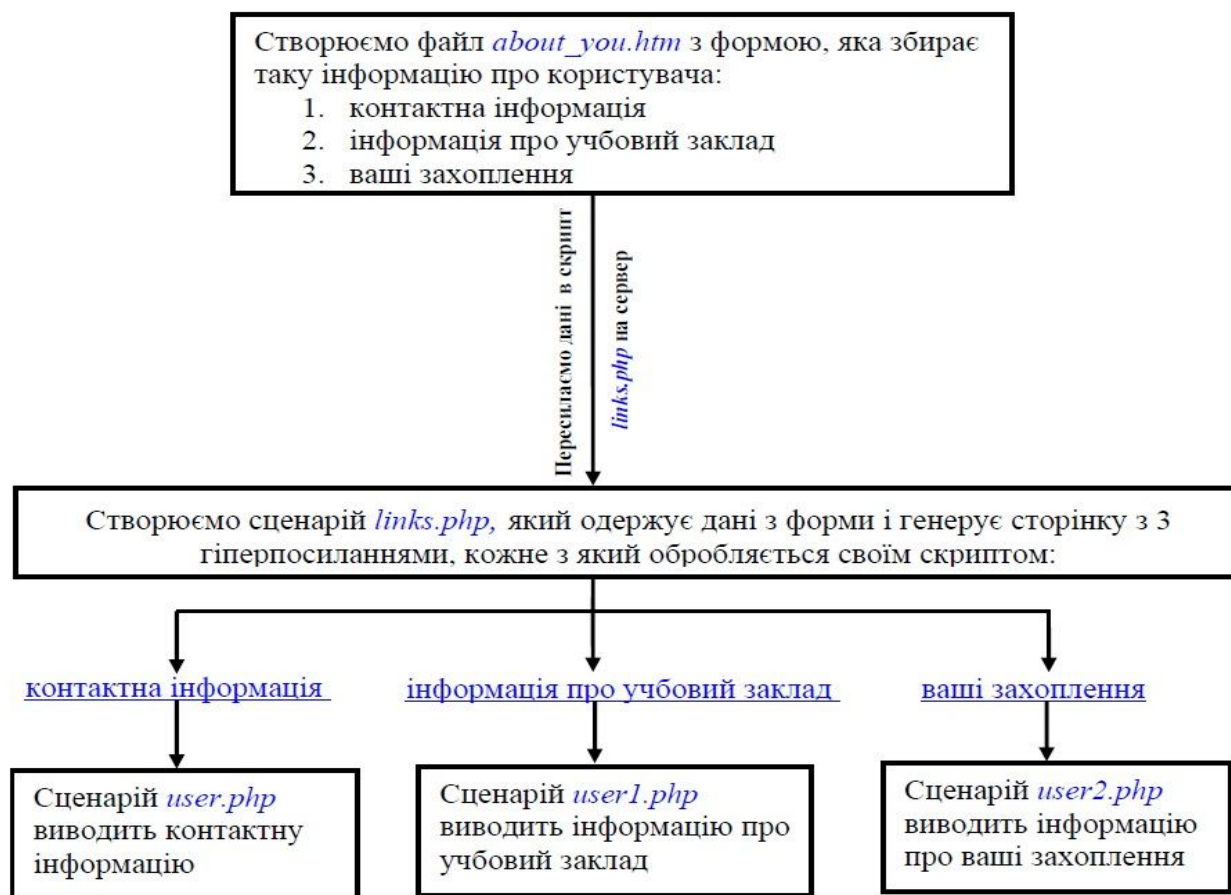 Створюємо файл about_you.htm з формою, яка збирає
таку інформацію про користувача:
1. контактна інформація
2. інформація про учбовий заклад
3. ваші захоплення
Пересилаємо дані в скрипт
links.php на сервер
Створюємо сценарій links.php, який одержує дані з форми і генерує сторінку з 3
гіперпосиланнями, кожне з який обробляється своїм скриптом:
контактна інформація
інформація про учбовий заклад
ваші захоплення
Сценарій user.php
виводить контактну
інформацію
Сценарій user1.php
виводить інформацію про
учбовий заклад
Сценарій user2.php
виводить інформацію
про ваші захоплення